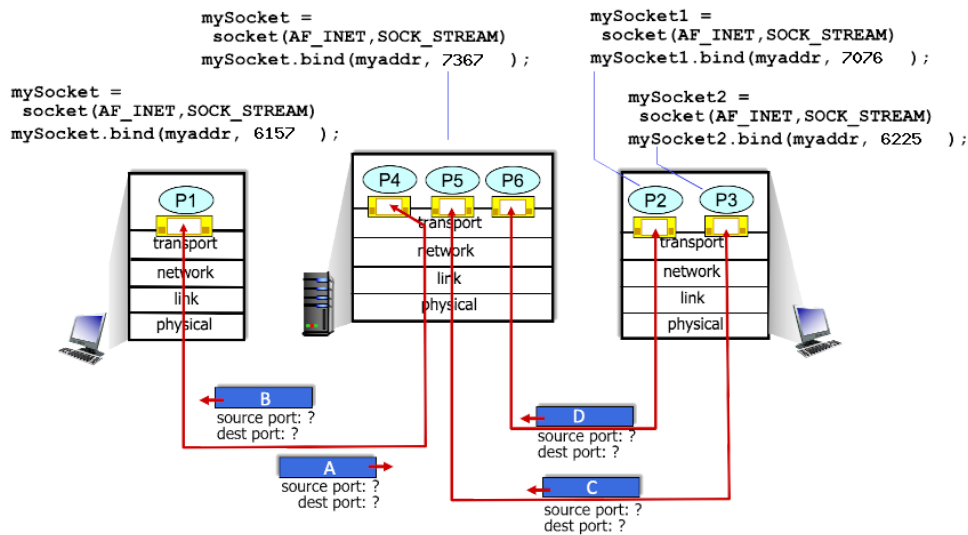 mySocket =
socket(AF_INET,SOCK_STREAM)
mySocket.bind(myaddr, 7367 );
mySocket1 =
socket(AF_INET,SOCK_STREAM)
mySocket1.bind(myaddr, 7076 );
mySocket =
socket(AF_INET,SOCK_STREAM)
mySocket.bind(myaddr, 6157 );
mySocket2 =
socket(AF_INET,SOCK_STREAM)
mySocket2.bind(myaddr, 6225 );
P1
transport
network
link
physical
P4 P5 P6
transport
network
link
physical
P2 P3
transport
network
link
physical
B
source port: ?
dest port: ?
A
source port: ?
dest port: ?
D
source port: ?
dest port: ?
C
source port: ?
dest port: ?